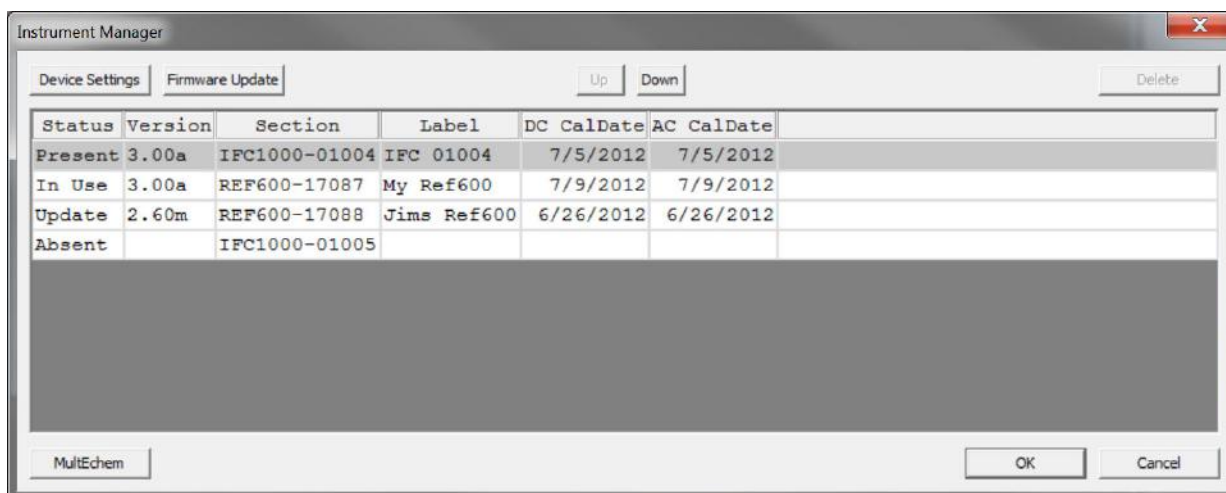 Instrument Manager X
Device Settings Firmware Update Up Down Delete
Status Version Section Label DC CalDate AC CalDate
Present 3.00a IFC1000-01004 IFC 01004 7/5/2012 7/5/2012
In Use 3.00a REF600-17087 My Ref600 7/9/2012 7/9/2012
Update 2.60m REF600-17088 Jims Ref600 6/26/2012 6/26/2012
Absent IFC1000-01005
MultEchem OK Cancel